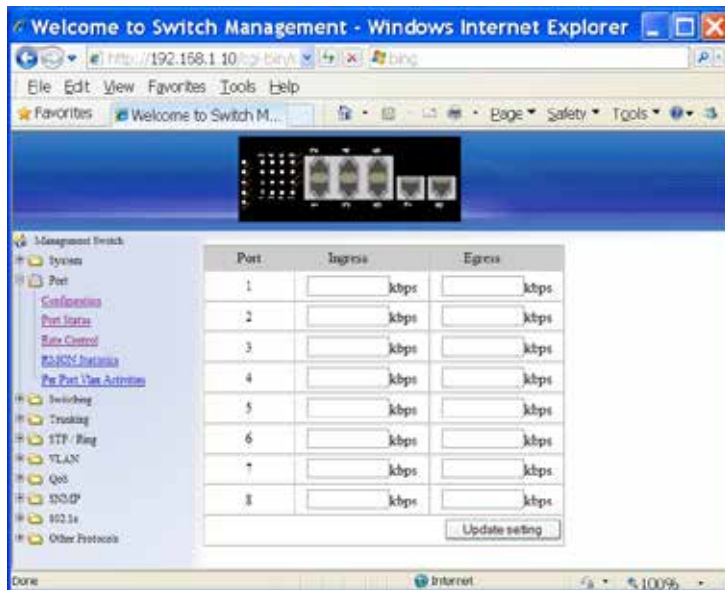 Welcome to Switch Management - Windows Internet Explorer
http://192.168.1.10/cgi-bin/
bing
File Edit View Favorites Tools Help
Favorites Welcome to Switch M...
Page Safety Tools
Management Switch
System
Port
Configuration
Port Status
Rate Control
RMON Statistics
Per Port Vlan Activities
Switching
Trunking
STP / Ring
VLAN
QoS
SNMP
802.1x
Other Protocols
Port Ingress Egress
1 kbps kbps
2 kbps kbps
3 kbps kbps
4 kbps kbps
5 kbps kbps
6 kbps kbps
7 kbps kbps
8 kbps kbps
Update setting
Done Internet 100%